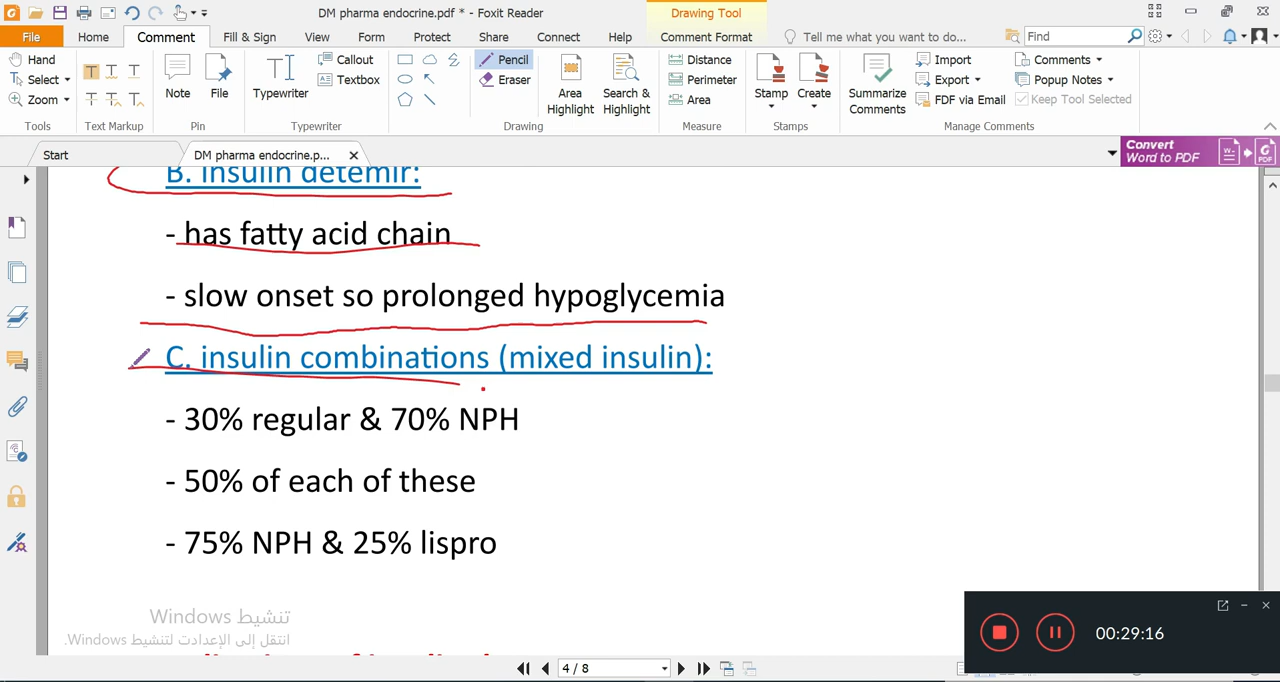 DM pharma endocrine.pdf * - Foxit Reader
Drawing Tool
File Home Comment Fill & Sign View Form Protect Share Connect Help Comment Format Tell me what you want to do... Find
Hand
Select
Zoom
Tools
Text Markup
Note
File
Pin
Typewriter
Callout
Textbox
Typewriter
Pencil
Eraser
Area Highlight
Search & Highlight
Drawing
Distance
Perimeter
Area
Measure
Stamp
Create
Stamps
Summarize Comments
Import
Export
FDF via Email
Comments
Popup Notes
Keep Tool Selected
Manage Comments
Start
DM pharma endocrine.p...
Convert
Word to PDF
B. insulin detemir:
- has fatty acid chain
- slow onset so prolonged hypoglycemia
C. insulin combinations (mixed insulin):
- 30% regular & 70% NPH
- 50% of each of these
- 75% NPH & 25% lispro
تنشيط Windows
انتقل إلى الإعدادت لتنشيط Windows.
00:29:16
4 / 8